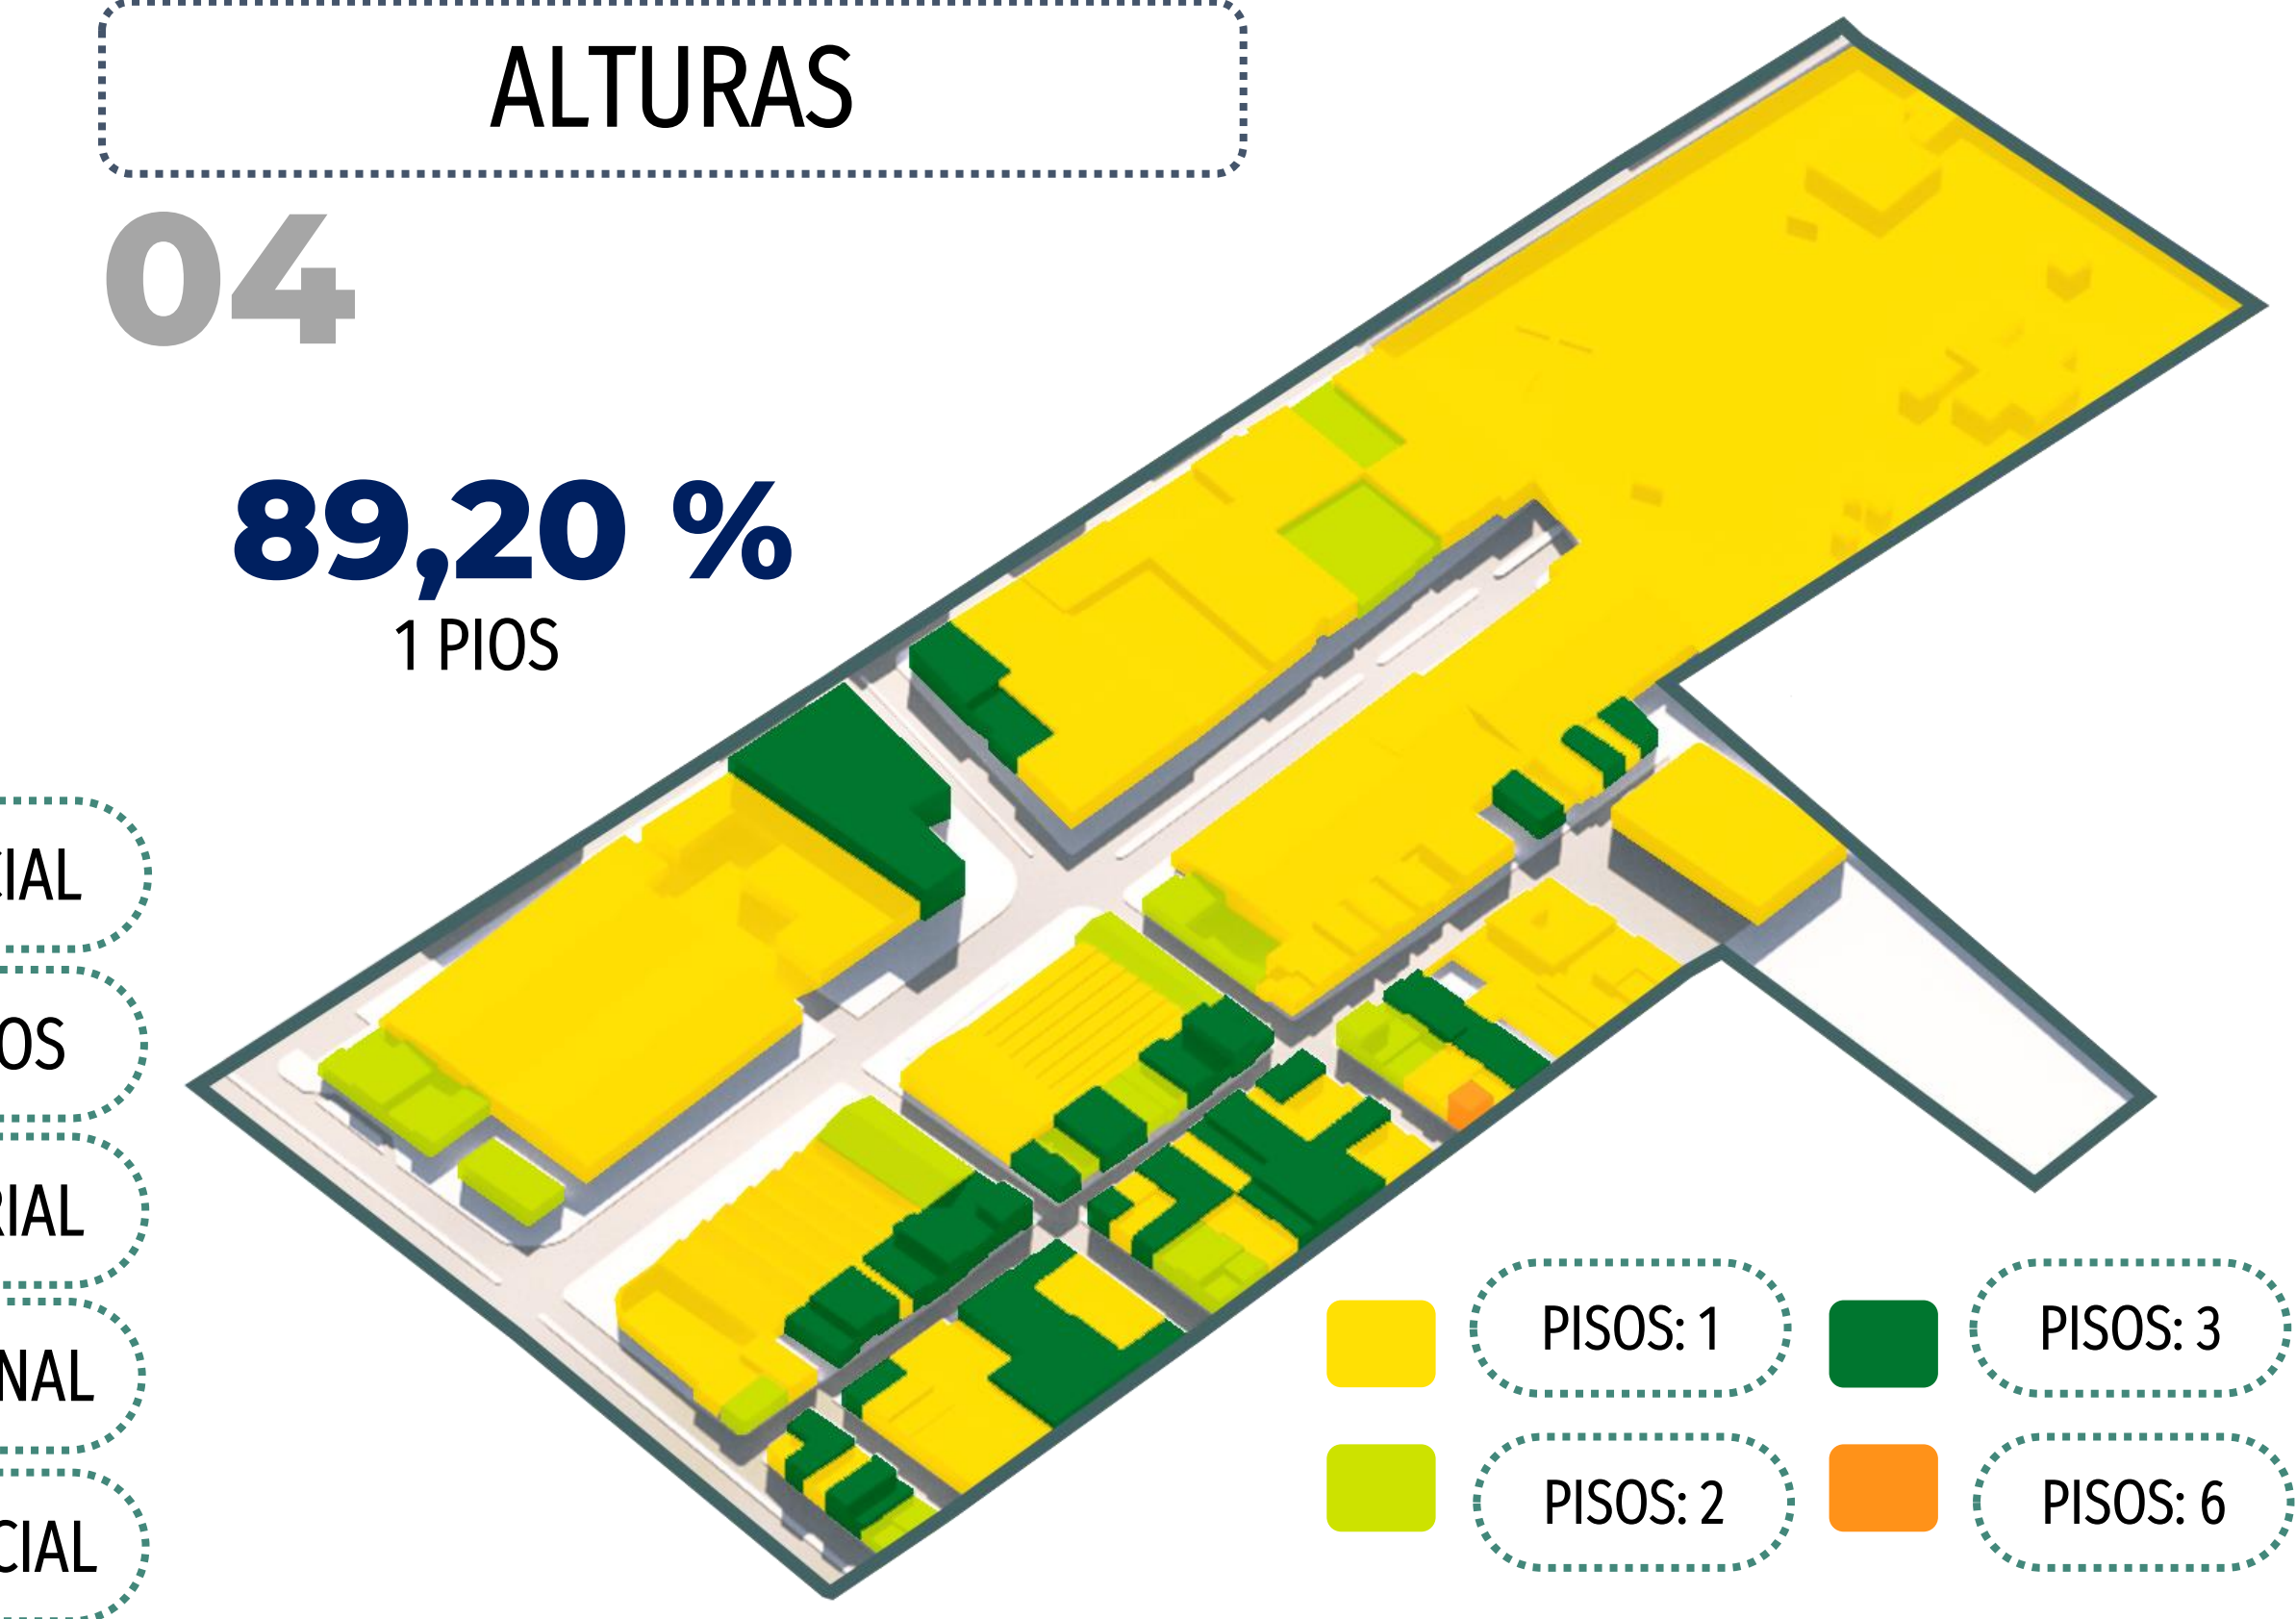 ALTURAS
04
89,20 %
1 PIOS
CIAL
OS
RIAL
NAL
CIAL
PISOS: 1
PISOS: 3
PISOS: 2
PISOS: 6